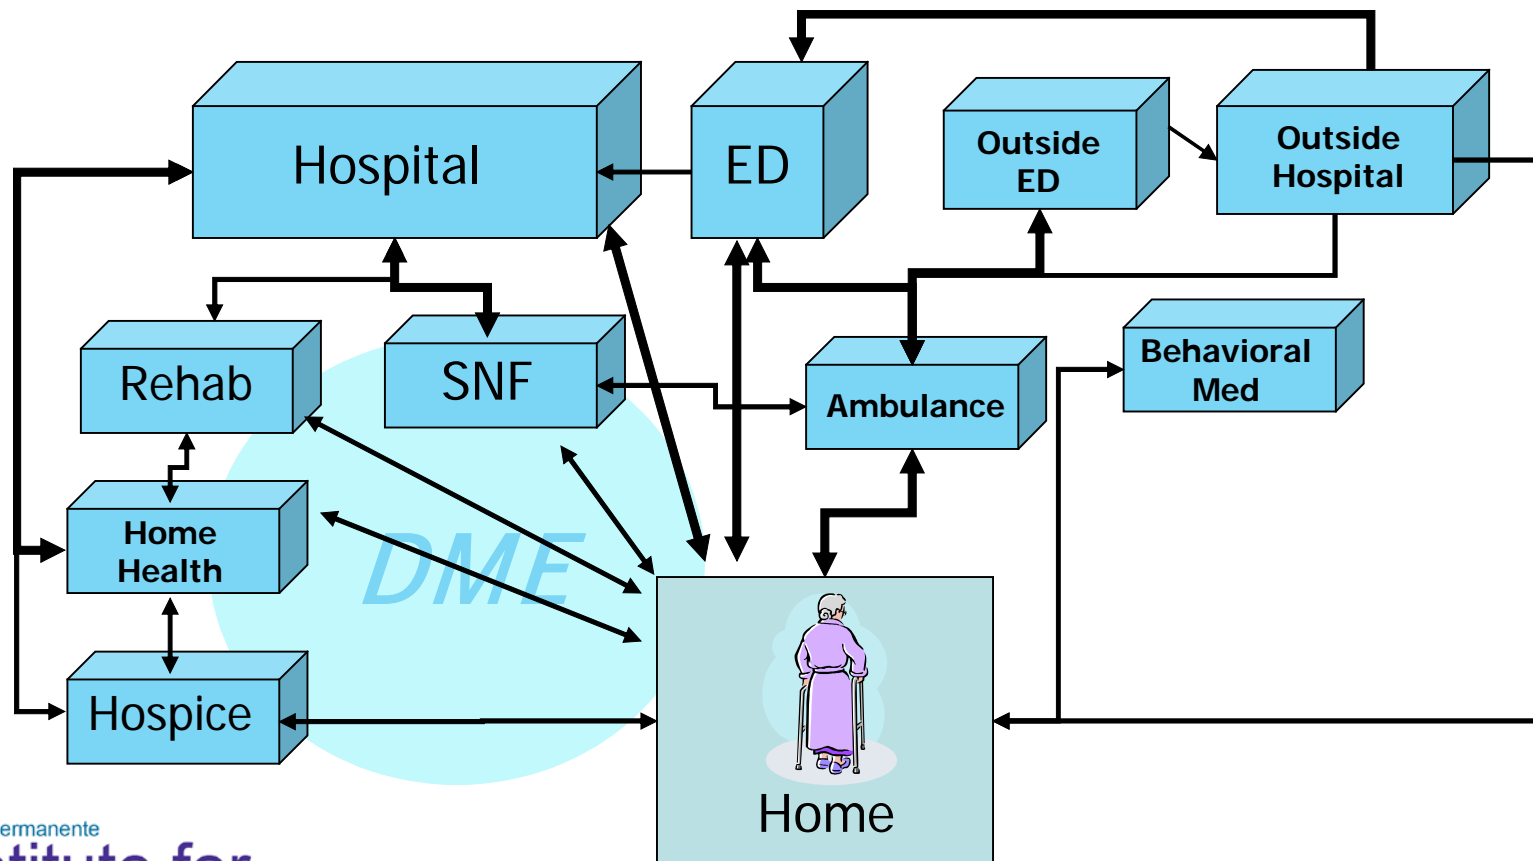 Hospital
ED
Outside
ED
Outside
Hospital
Rehab
SNF
Ambulance
Behavioral
Med
Home
Health
DME
Hospice
Home
ermanente